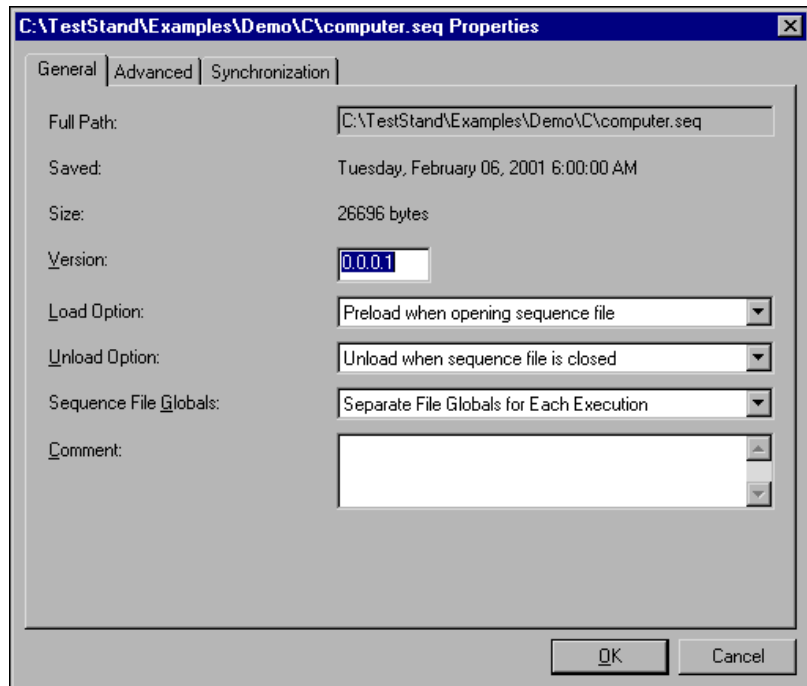 C:\TestStand\Examples\Demo\C\computer.seq Properties
General Advanced Synchronization
Full Path: C:\TestStand\Examples\Demo\C\computer.seq
Saved: Tuesday, February 06, 2001 6:00:00 AM
Size: 26696 bytes
Version: 0.0.0.1
Load Option: Preload when opening sequence file
Unload Option: Unload when sequence file is closed
Sequence File Globals: Separate File Globals for Each Execution
Comment:
OK Cancel